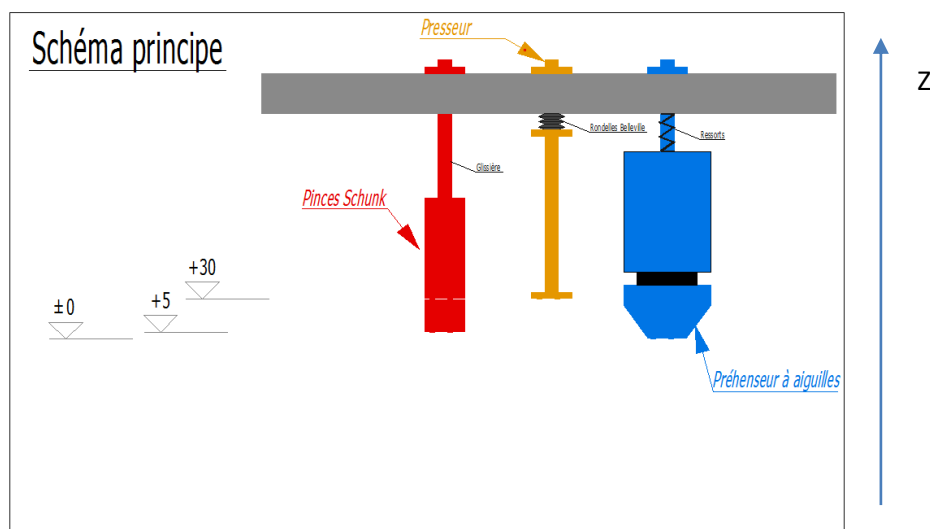 Schéma principe
Presseur
Z
Rondelles Belleville
Ressorts
Glissière
Pinces Schunk
+30
+5
±0
Préhenseur à aiguilles